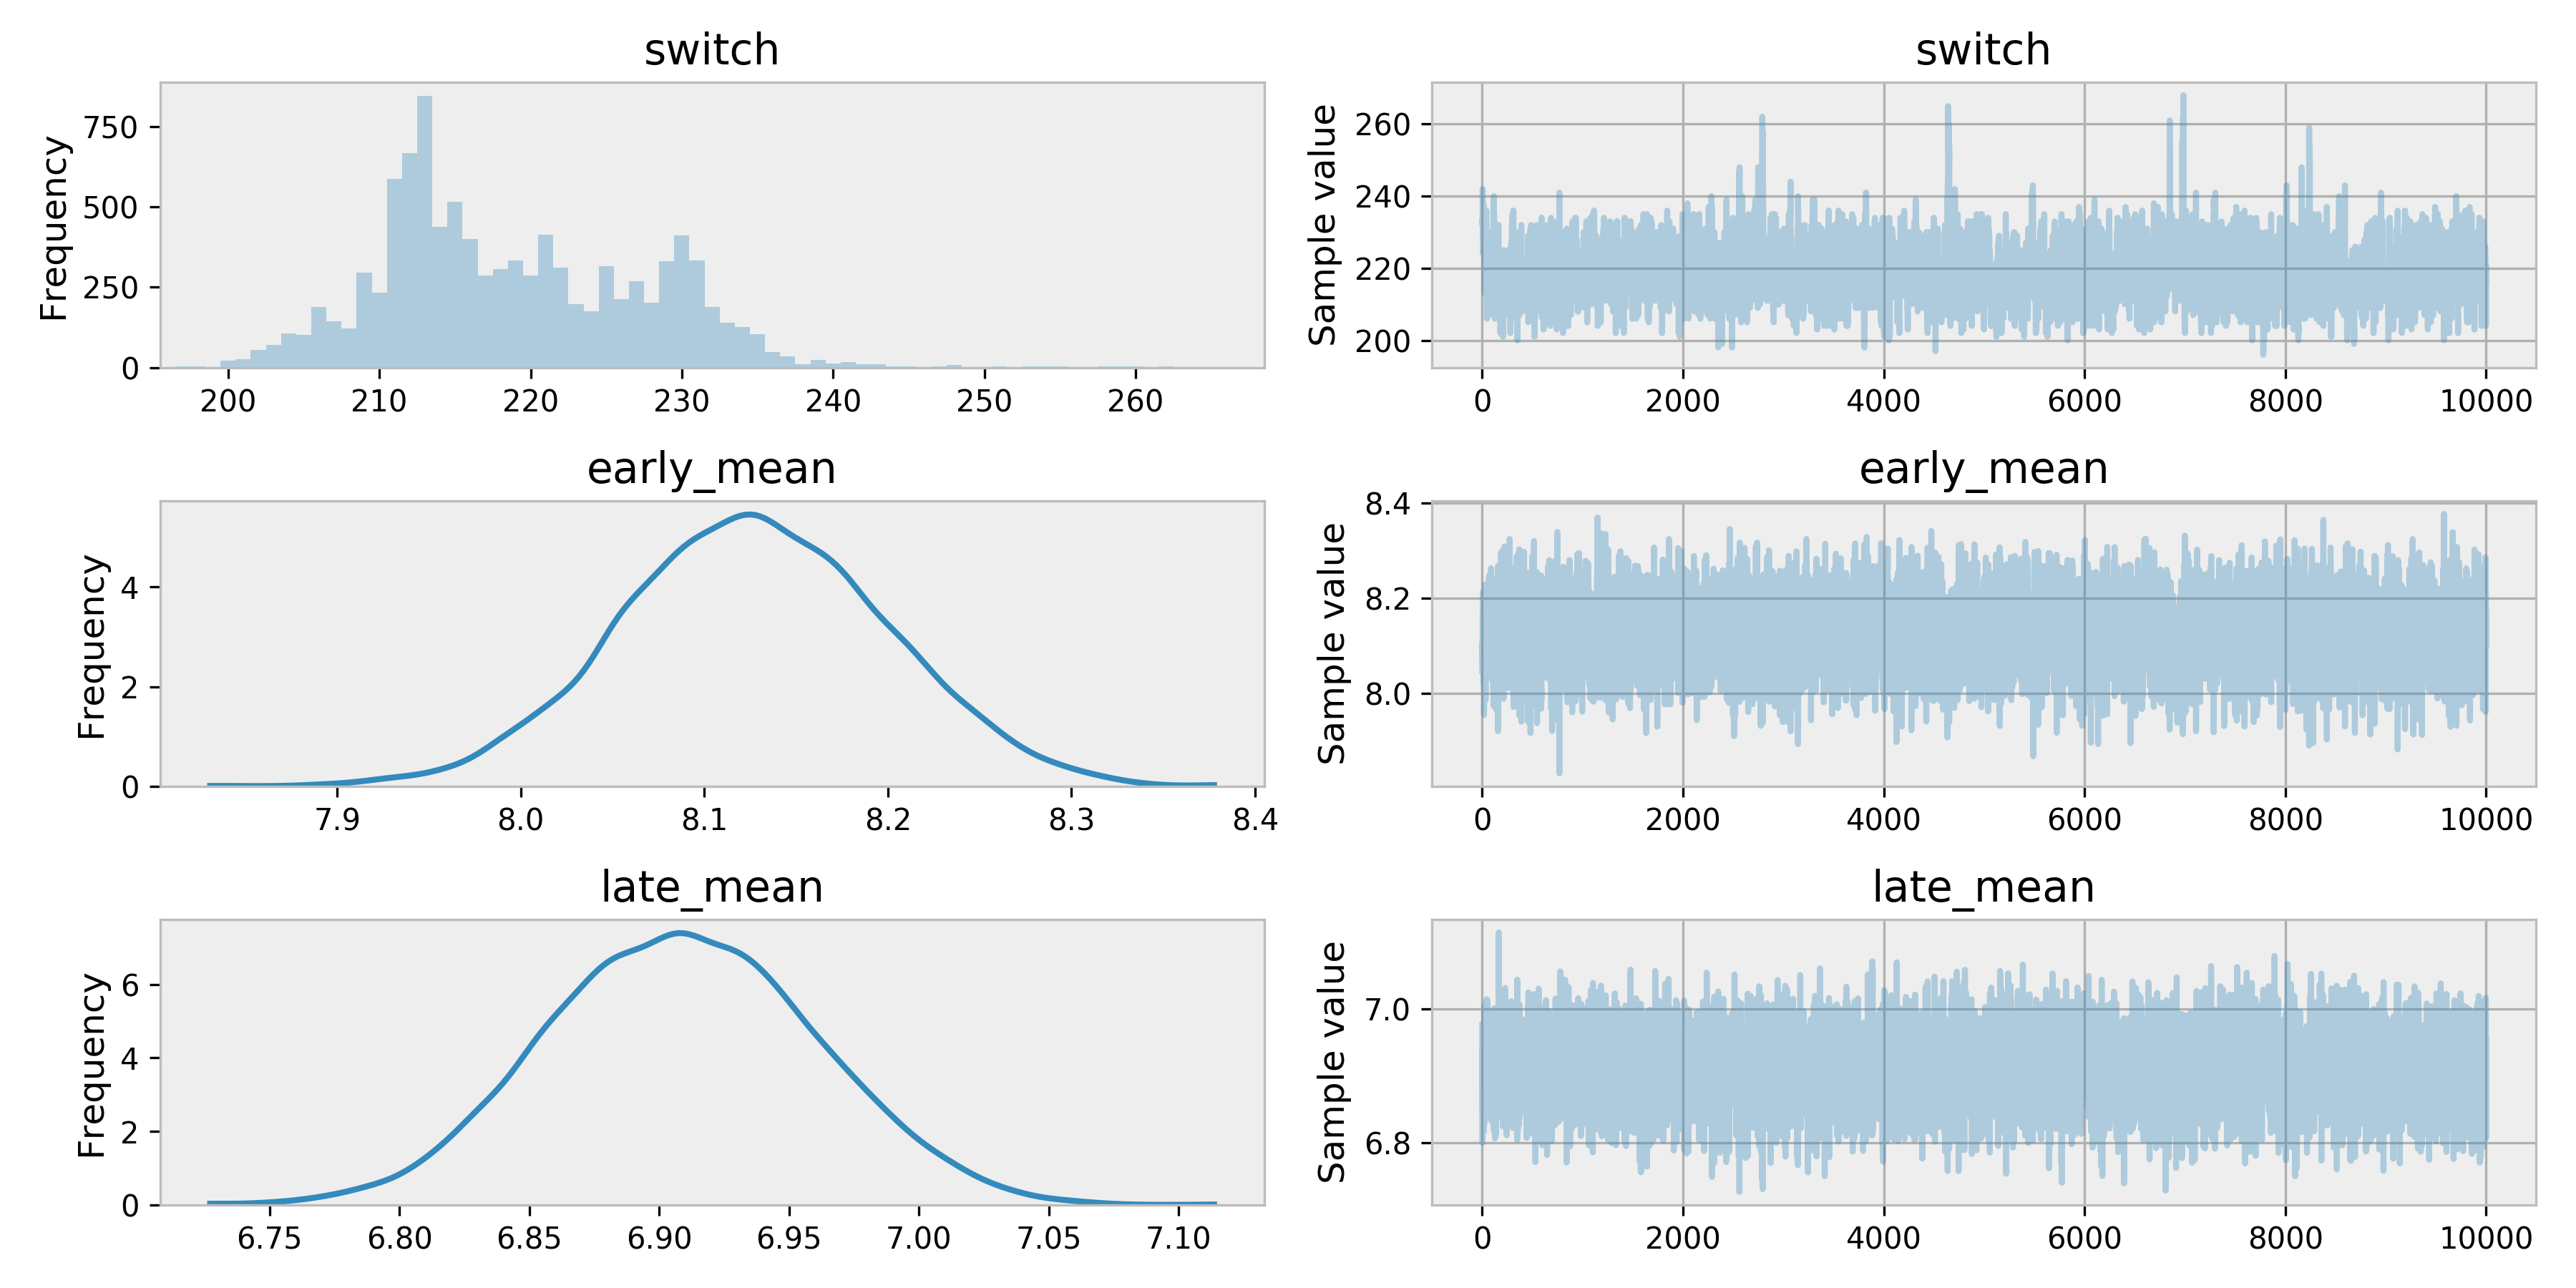 switch
Frequency
750
500
250
0
200 210 220 230 240 250 260
switch
Sample value
260
240
220
200
0 2000 4000 6000 8000 10000
early_mean
Frequency
4
2
0
7.9 8.0 8.1 8.2 8.3 8.4
early_mean
Sample value
8.4
8.2
8.0
0 2000 4000 6000 8000 10000
late_mean
Frequency
6
4
2
0
6.75 6.80 6.85 6.90 6.95 7.00 7.05 7.10
late_mean
Sample value
7.0
6.8
0 2000 4000 6000 8000 10000